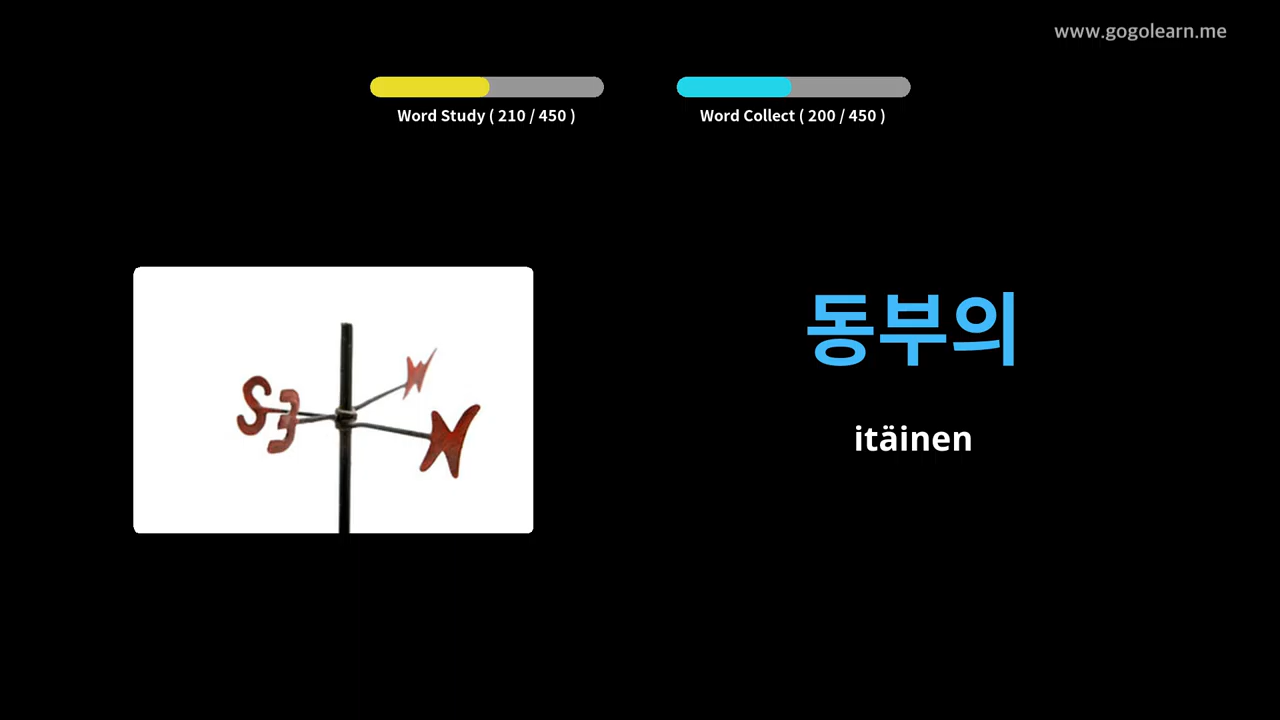 www.gogolearn.me
Word Study ( 210 / 450 )
Word Collect ( 200 / 450 )
동부의
itäinen
S E N W